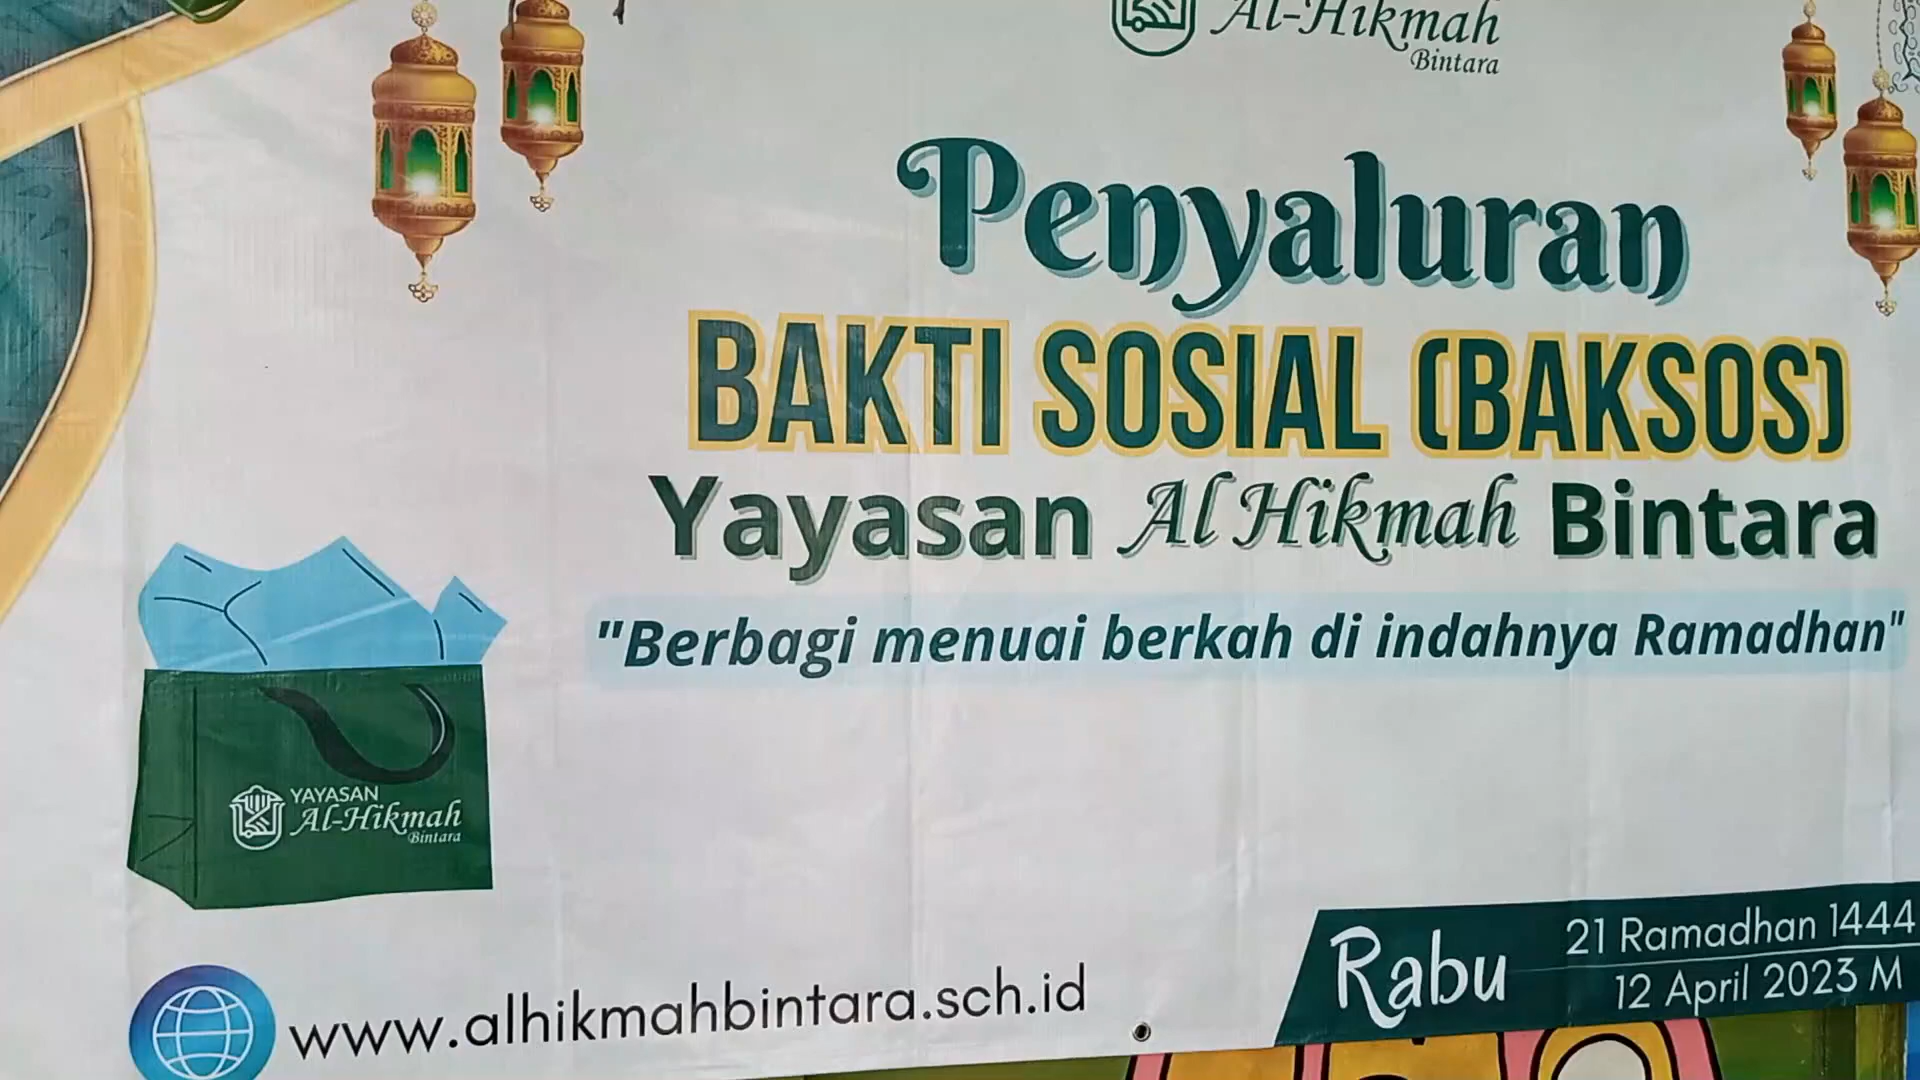 Al-Hikmah
Bintara
Penyaluran
BAKTI SOSIAL (BAKSOS)
Yayasan Al Hikmah Bintara
"Berbagi menuai berkah di indahnya Ramadhan"
YAYASAN
Al-Hikmah
Bintara
www.alhikmahbintara.sch.id
Rabu
21 Ramadhan 1444
12 April 2023 M